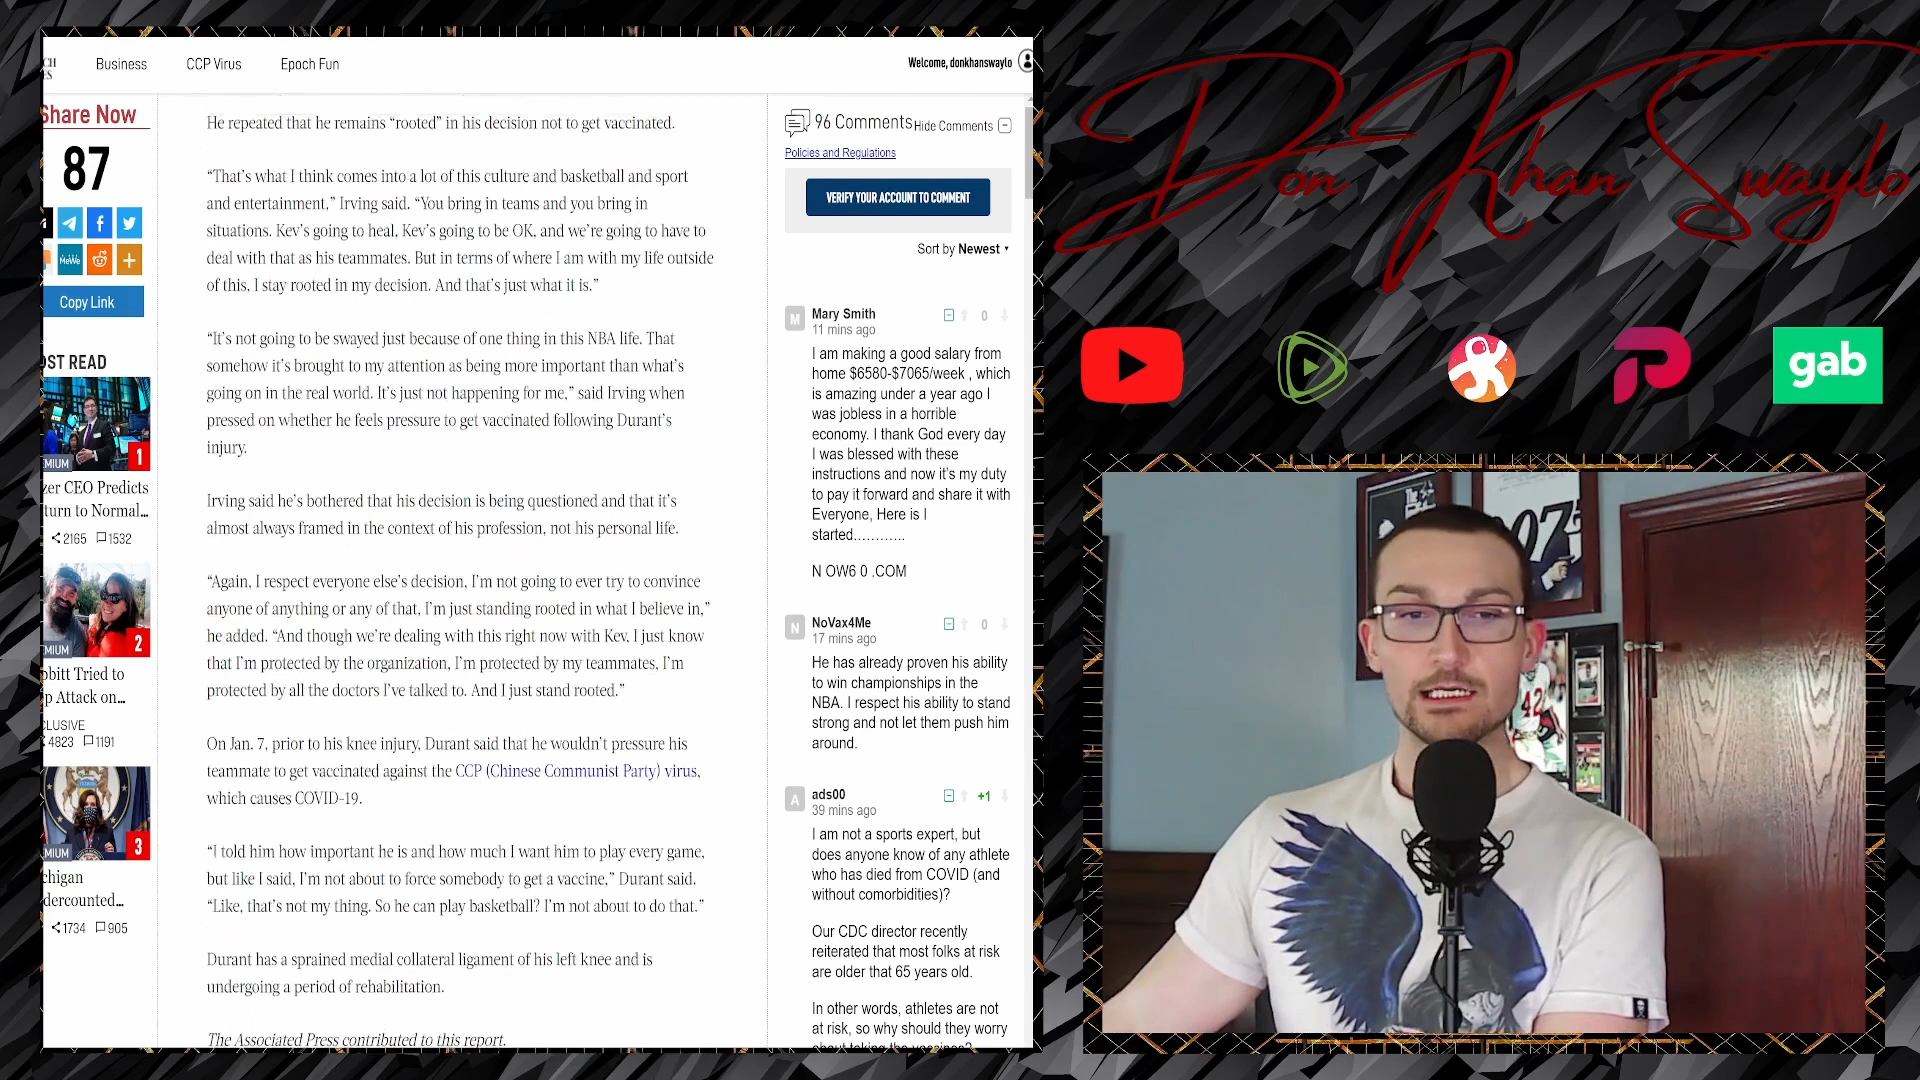 CH
ES
Business
CCP Virus
Epoch Fun
Welcome, donkhanswaylo
Share Now
87
MeWe
Copy Link
OST READ
EMIUM
1
zer CEO Predicts
turn to Normal...
2165 1532
EMIUM
2
bbitt Tried to
p Attack on...
CLUSIVE
4823 1191
EMIUM
3
chigan
dercounted...
1734 905
He repeated that he remains “rooted” in his decision not to get vaccinated.
“That’s what I think comes into a lot of this culture and basketball and sport
and entertainment,” Irving said. “You bring in teams and you bring in
situations. Kev’s going to heal, Kev’s going to be OK, and we’re going to have to
deal with that as his teammates. But in terms of where I am with my life outside
of this, I stay rooted in my decision. And that’s just what it is.”
“It’s not going to be swayed just because of one thing in this NBA life. That
somehow it’s brought to my attention as being more important than what’s
going on in the real world. It’s just not happening for me,” said Irving when
pressed on whether he feels pressure to get vaccinated following Durant’s
injury.
Irving said he’s bothered that his decision is being questioned and that it’s
almost always framed in the context of his profession, not his personal life.
“Again, I respect everyone else’s decision, I’m not going to ever try to convince
anyone of anything or any of that, I’m just standing rooted in what I believe in,”
he added. “And though we’re dealing with this right now with Kev, I just know
that I’m protected by the organization, I’m protected by my teammates, I’m
protected by all the doctors I’ve talked to. And I just stand rooted.”
On Jan. 7, prior to his knee injury, Durant said that he wouldn’t pressure his
teammate to get vaccinated against the CCP (Chinese Communist Party) virus,
which causes COVID-19.
“I told him how important he is and how much I want him to play every game,
but like I said, I’m not about to force somebody to get a vaccine,” Durant said.
“Like, that’s not my thing. So he can play basketball? I’m not about to do that.”
Durant has a sprained medial collateral ligament of his left knee and is
undergoing a period of rehabilitation.
The Associated Press contributed to this report.
96 Comments
Hide Comments
Policies and Regulations
VERIFY YOUR ACCOUNT TO COMMENT
Sort by Newest
M
Mary Smith
0
11 mins ago
I am making a good salary from
home $6580-$7065/week , which
is amazing under a year ago I
was jobless in a horrible
economy. I thank God every day
I was blessed with these
instructions and now it's my duty
to pay it forward and share it with
Everyone, Here is I
started…………
N OW6 0 .COM
N
NoVax4Me
0
17 mins ago
He has already proven his ability
to win championships in the
NBA. I respect his ability to stand
strong and not let them push him
around.
A
ads00
+1
39 mins ago
I am not a sports expert, but
does anyone know of any athlete
who has died from COVID (and
without comorbidities)?
Our CDC director recently
reiterated that most folks at risk
are older that 65 years old.
In other words, athletes are not
at risk, so why should they worry
about taking the vaccines?
Don Khan Swaylo
gab
007
42